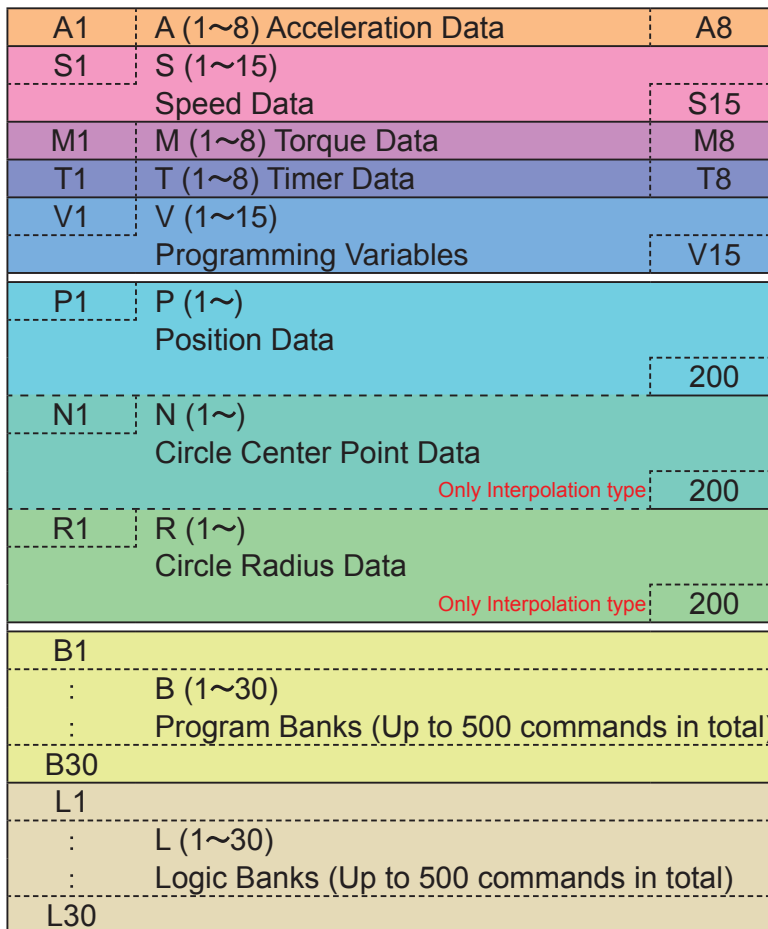 A1 A (1～8) Acceleration Data A8
S1 S (1～15)
Speed Data S15
M1 M (1～8) Torque Data M8
T1 T (1～8) Timer Data T8
V1 V (1～15)
Programming Variables V15
P1 P (1～)
Position Data
200
N1 N (1～)
Circle Center Point Data
Only Interpolation type 200
R1 R (1～)
Circle Radius Data
Only Interpolation type 200
B1
: B (1～30)
: Program Banks (Up to 500 commands in total)
B30
L1
: L (1～30)
: Logic Banks (Up to 500 commands in total)
L30